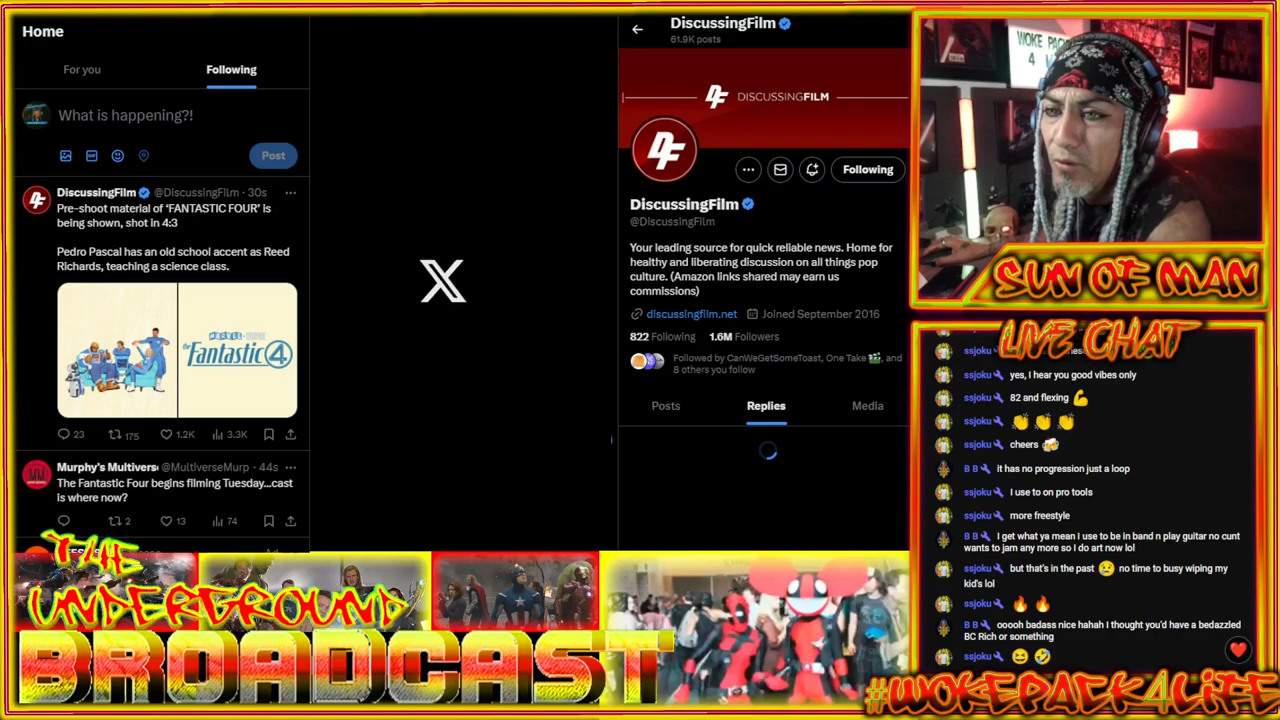 Home
For you
Following
What is happening?!
Post
DiscussingFilm @DiscussingFilm · 30s
Pre-shoot material of ‘FANTASTIC FOUR’ is
being shown, shot in 4:3
Pedro Pascal has an old school accent as Reed
Richards, teaching a science class.
the Fantastic 4
23 175 1.2K 3.3K
Murphy's Multivers @MultiverseMurp · 44s
The Fantastic Four begins filming Tuesday...cast
is where now?
2 13 74
DiscussingFilm
61.9K posts
DF DISCUSSINGFILM
DF
Following
DiscussingFilm
@DiscussingFilm
Your leading source for quick reliable news. Home for
healthy and liberating discussion on all things pop
culture. (Amazon links shared may earn us
commissions)
discussingfilm.net Joined September 2016
822 Following 1.6M Followers
Followed by CanWeGetSomeToast, One Take 🎬, and
8 others you follow
Posts
Replies
Media
WOKE PACK
4
SUN OF MAN
LIVE CHAT
ssjoku
ssjoku yes, I hear you good vibes only
ssjoku 82 and flexing 💪
ssjoku 👏 👏 👏
ssjoku cheers 🍻
B B it has no progression just a loop
ssjoku I use to on pro tools
ssjoku more freestyle
B B I get what ya mean I use to be in band n play guitar no cunt
wants to jam any more so I do art now lol
ssjoku but that's in the past 😢 no time to busy wiping my
kid's lol
ssjoku 🔥 🔥
B B ooooh badass nice hahah I thought you'd have a bedazzled
BC Rich or something
ssjoku 😆 🤣
THE
UNDERGROUND
BROADCAST
#WOKEPACK4LIFE